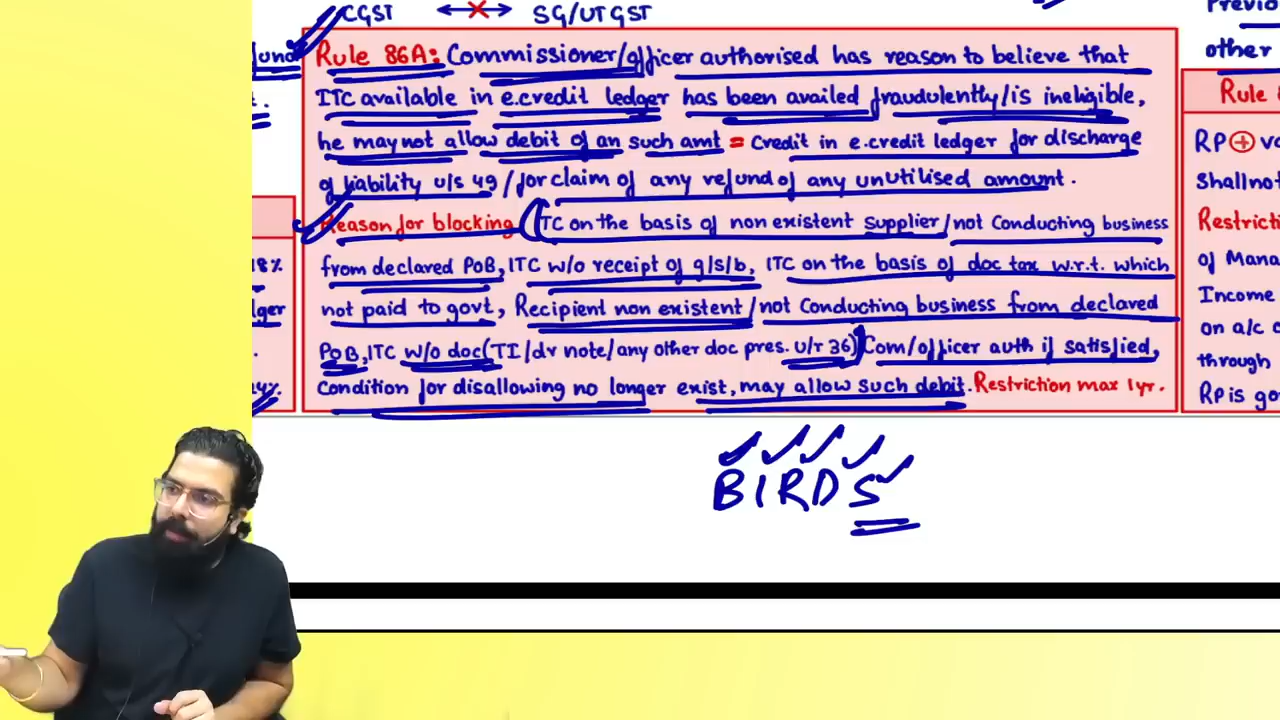 CGST SG/UTGST
Rule 86A: Commissioner/officer authorised has reason to believe that
ITC available in e.credit ledger has been availed fraudulently/is ineligible,
he may not allow debit of an such amt = Credit in e.credit ledger for discharge
of liability u/s 49/for claim of any refund of any unutilised amount.
Reason for blocking (ITC on the basis of non existent supplier/not Conducting business
from declared PoB, ITC w/o receipt of g/s/b, ITC on the basis of doc tax w.r.t. which
not paid to govt, Recipient non existent/not Conducting business from declared
PoB, ITC w/o doc(TI/dr note/any other doc pres. u/r 36)) Com/officer auth if satisfied,
Condition for disallowing no longer exist, may allow such debit. Restriction max 1yr.
BIRDS
18%
other
Rule
RP + 
Shall not
of Mana
Income
on a/c
through
RP is go